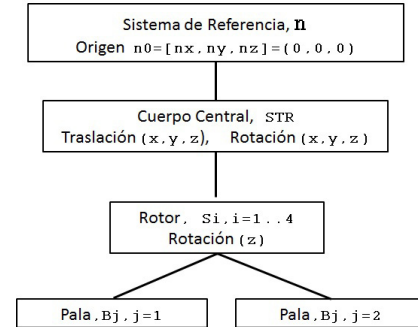 Sistema de Referencia, n
Origen n0=[nx,ny,nz]=(0,0,0)
Cuerpo Central, STR
Traslación (x,y,z), Rotación (x,y,z)
Rotor, Si,i=1..4
Rotación (z)
Pala,Bj,j=1
Pala,Bj,j=2